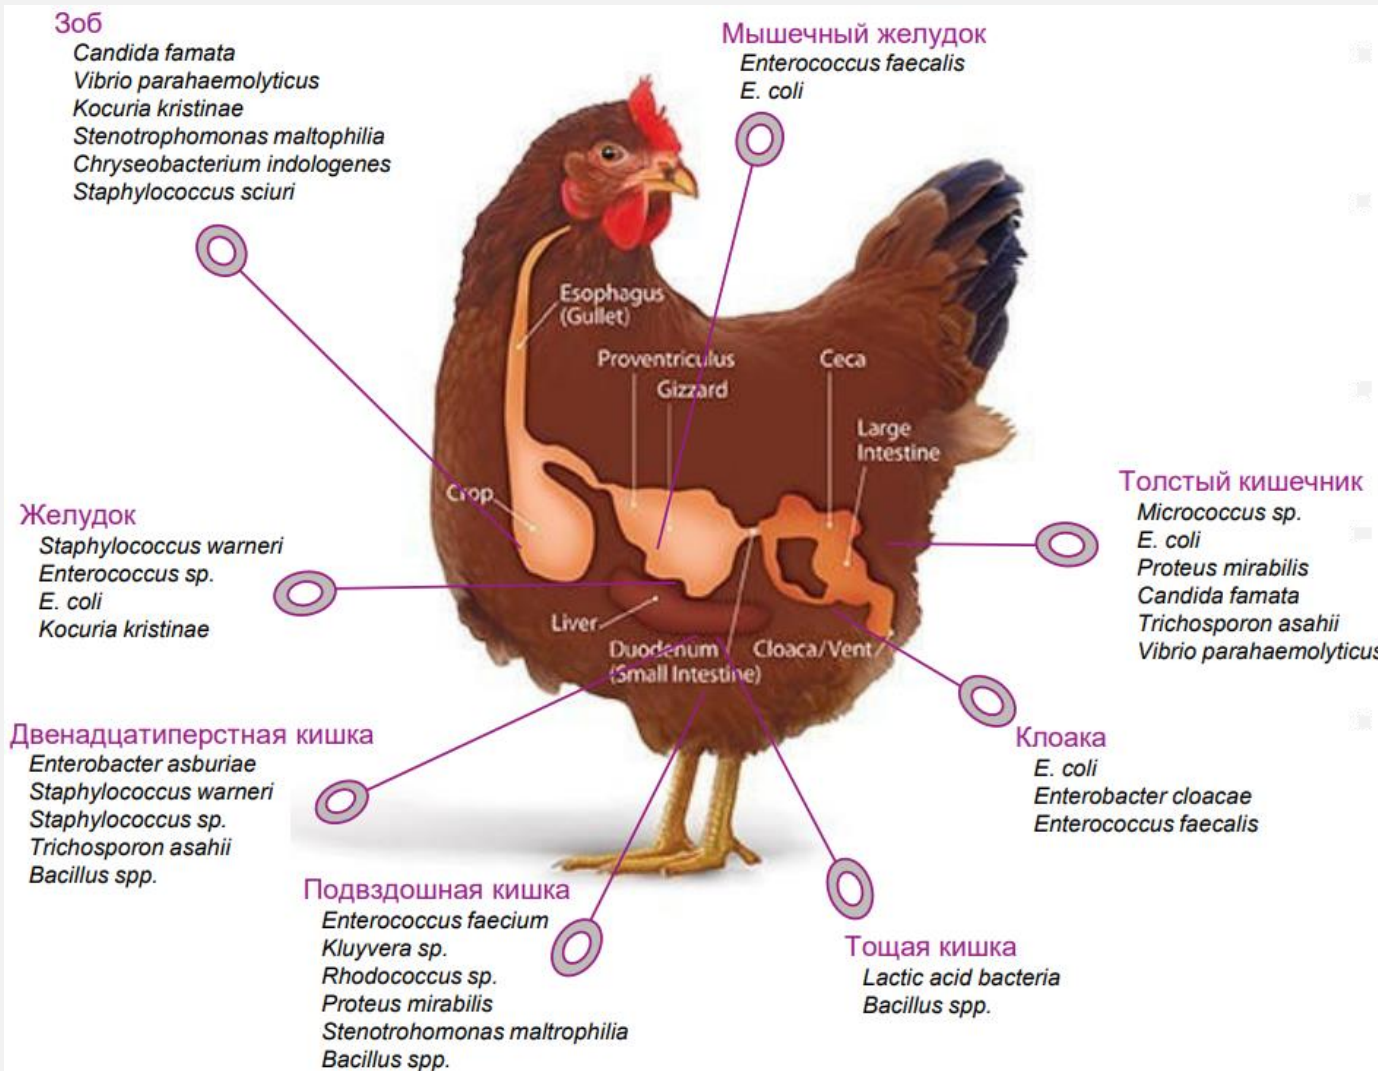 Зоб
Candida famata
Vibrio parahaemolyticus
Kocuria kristinae
Stenotrophomonas maltophilia
Chryseobacterium indologenes
Staphylococcus sciuri
Мышечный желудок
Enterococcus faecalis
E. coli
Esophagus
(Gullet)
Proventriculus
Gizzard
Ceca
Large
Intestine
Crop
Liver
Duodenum
(Small Intestine)
Cloaca/Vent
Желудок
Staphylococcus warneri
Enterococcus sp.
E. coli
Kocuria kristinae
Толстый кишечник
Micrococcus sp.
E. coli
Proteus mirabilis
Candida famata
Trichosporon asahii
Vibrio parahaemolyticus
Двенадцатиперстная кишка
Enterobacter asburiae
Staphylococcus warneri
Staphylococcus sp.
Trichosporon asahii
Bacillus spp.
Клоака
E. coli
Enterobacter cloacae
Enterococcus faecalis
Подвздошная кишка
Enterococcus faecium
Kluyvera sp.
Rhodococcus sp.
Proteus mirabilis
Stenotrohomonas maltrophilia
Bacillus spp.
Тощая кишка
Lactic acid bacteria
Bacillus spp.